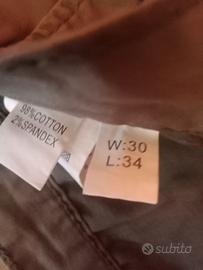 98%COTTON
2%SPANDEX
W:30
L:34
subito